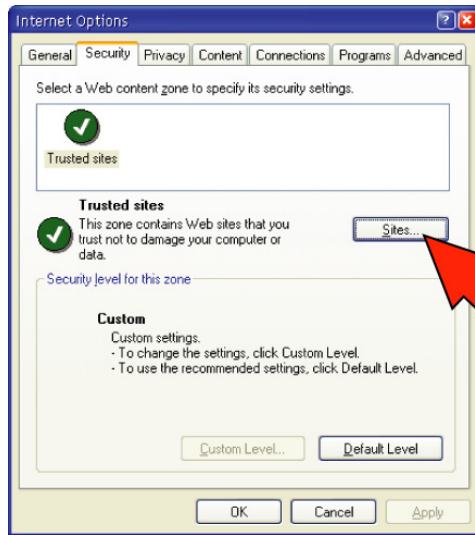 Internet Options
General Security Privacy Content Connections Programs Advanced
Select a Web content zone to specify its security settings.
Trusted sites
Trusted sites
This zone contains Web sites that you
trust not to damage your computer or
data.
Sites...
Security level for this zone
Custom
Custom settings.
- To change the settings, click Custom Level.
- To use the recommended settings, click Default Level.
Custom Level... Default Level
OK Cancel Apply